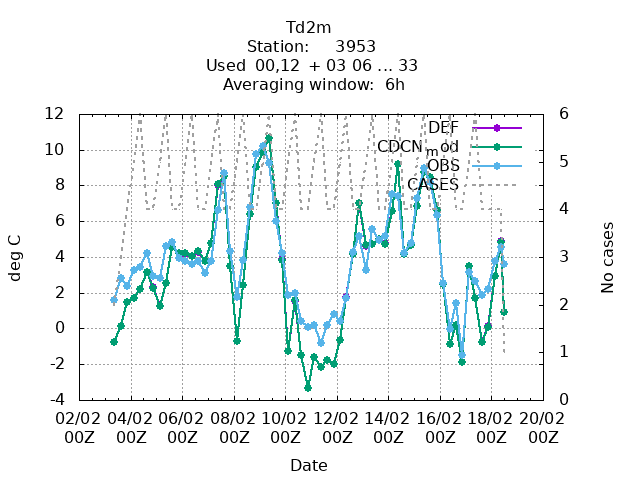 Td2m
Station: 3953
Used 00,12 + 03 06 ... 33
Averaging window: 6h
deg C
12
10
8
6
4
2
0
-2
-4
DEF
CDCN_mod
OBS
CASES
6
5
4
3
2
1
0
No cases
02/02 04/02 06/02 08/02 10/02 12/02 14/02 16/02 18/02 20/02
00Z 00Z 00Z 00Z 00Z 00Z 00Z 00Z 00Z 00Z
Date